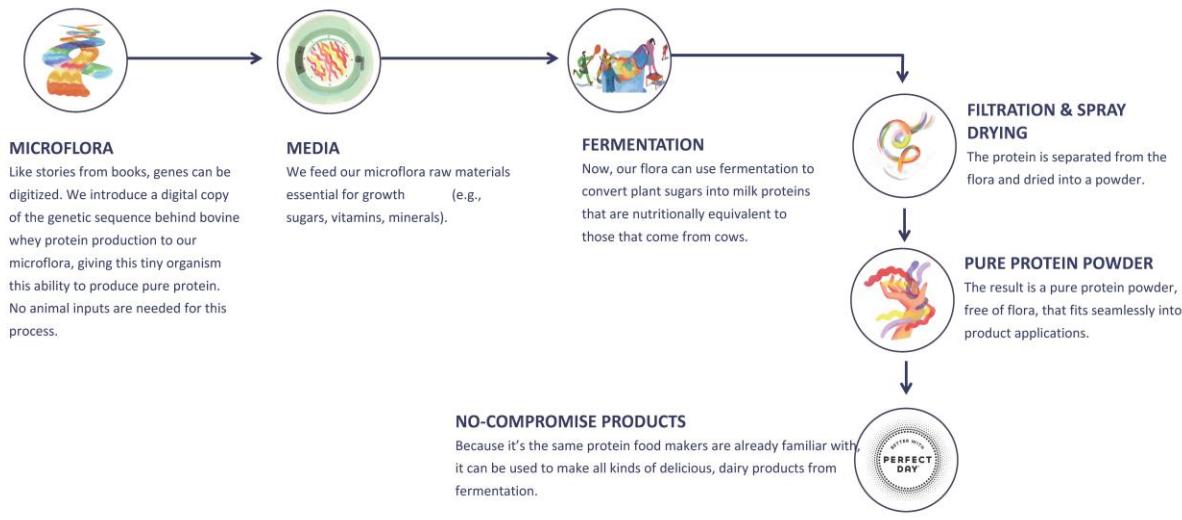 MICROFLORA
Like stories from books, genes can be
digitized. We introduce a digital copy
of the genetic sequence behind bovine
whey protein production to our
microflora, giving this tiny organism
this ability to produce pure protein.
No animal inputs are needed for this
process.
MEDIA
We feed our microflora raw materials
essential for growth (e.g.,
sugars, vitamins, minerals).
FERMENTATION
Now, our flora can use fermentation to
convert plant sugars into milk proteins
that are nutritionally equivalent to
those that come from cows.
FILTRATION & SPRAY
DRYING
The protein is separated from the
flora and dried into a powder.
PURE PROTEIN POWDER
The result is a pure protein powder,
free of flora, that fits seamlessly into
product applications.
NO-COMPROMISE PRODUCTS
Because it’s the same protein food makers are already familiar with,
it can be used to make all kinds of delicious, dairy products from
fermentation.
BETTER WITH
PERFECT
DAY